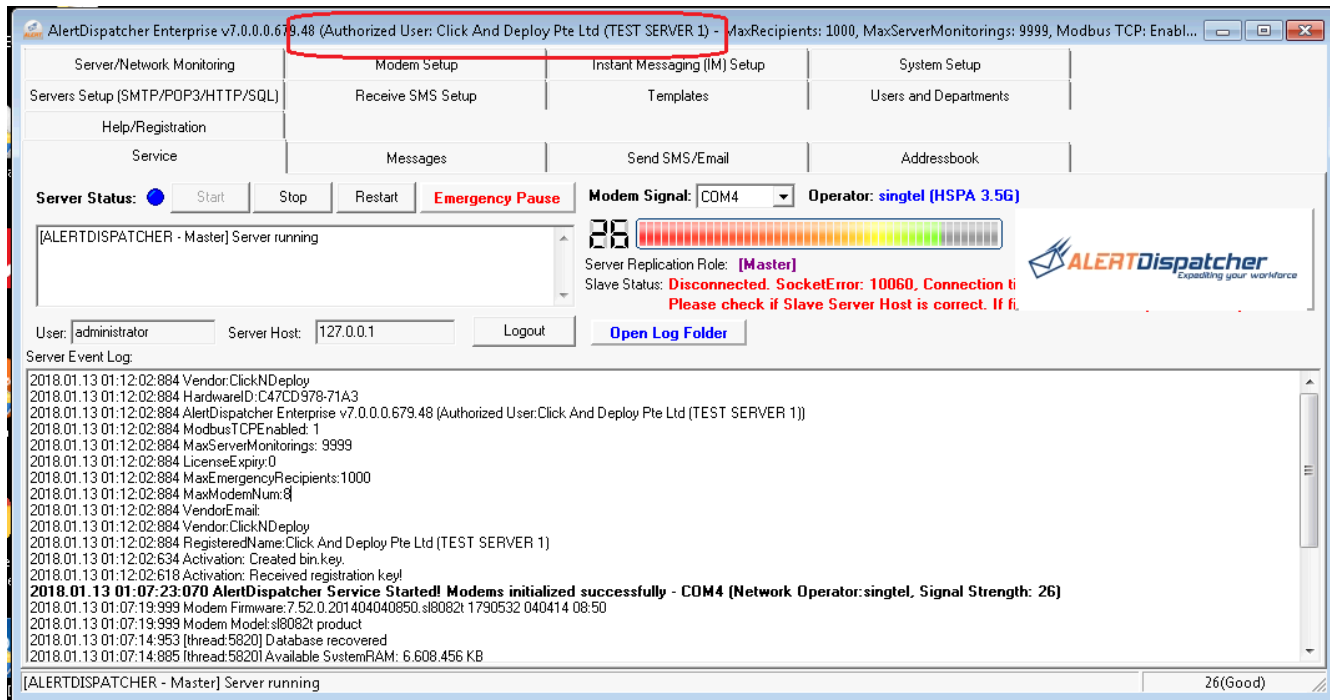 AlertDispatcher Enterprise v7.0.0.0.679.48 (Authorized User: Click And Deploy Pte Ltd (TEST SERVER 1) - MaxRecipients: 1000, MaxServerMonitorings: 9999, Modbus TCP: Enabl...
Server/Network Monitoring Modem Setup Instant Messaging (IM) Setup System Setup
Servers Setup (SMTP/POP3/HTTP/SQL) Receive SMS Setup Templates Users and Departments
Help/Registration
Service Messages Send SMS/Email Addressbook
Server Status: Start Stop Restart Emergency Pause Modem Signal: COM4 Operator: singtel (HSPA 3.5G)
[ALERTDISPATCHER - Master] Server running
26
ALERTDispatcher
Expediting your workforce
Server Replication Role: [Master]
Slave Status: Disconnected. SocketError: 10060, Connection ti
Please check if Slave Server Host is correct. If fi
User: administrator Server Host: 127.0.0.1 Logout Open Log Folder
Server Event Log:
2018.01.13 01:12:02:884 Vendor:ClickNDeploy
2018.01.13 01:12:02:884 HardwareID:C47CD978-71A3
2018.01.13 01:12:02:884 AlertDispatcher Enterprise v7.0.0.0.679.48 (Authorized User:Click And Deploy Pte Ltd (TEST SERVER 1))
2018.01.13 01:12:02:884 ModbusTCPEnabled: 1
2018.01.13 01:12:02:884 MaxServerMonitorings: 9999
2018.01.13 01:12:02:884 LicenseExpiry:0
2018.01.13 01:12:02:884 MaxEmergencyRecipients:1000
2018.01.13 01:12:02:884 MaxModemNum:8
2018.01.13 01:12:02:884 VendorEmail:
2018.01.13 01:12:02:884 Vendor:ClickNDeploy
2018.01.13 01:12:02:884 RegisteredName:Click And Deploy Pte Ltd (TEST SERVER 1)
2018.01.13 01:12:02:634 Activation: Created bin.key.
2018.01.13 01:12:02:618 Activation: Received registration key!
2018.01.13 01:07:23:070 AlertDispatcher Service Started! Modems initialized successfully - COM4 (Network Operator:singtel, Signal Strength: 26)
2018.01.13 01:07:19:999 Modem Firmware:7.52.0.201404040850.sl8082t 1790532 040414 08:50
2018.01.13 01:07:19:999 Modem Model:sl8082t product
2018.01.13 01:07:14:953 [thread:5820] Database recovered
2018.01.13 01:07:14:885 [thread:5820] Available SystemRAM: 6,608,456 KB
[ALERTDISPATCHER - Master] Server running 26(Good)